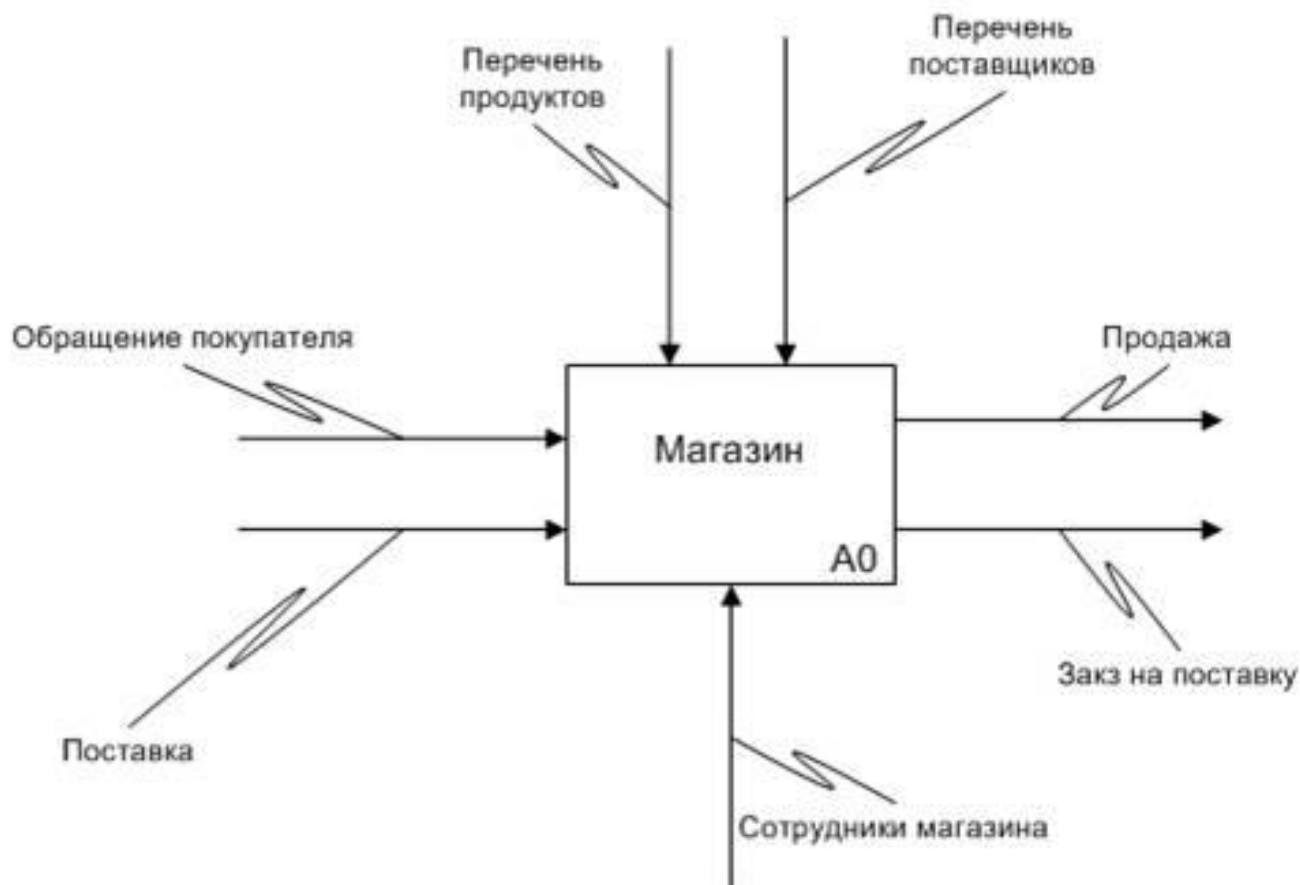 Перечень
продуктов
Перечень
поставщиков
Обращение покупателя
Продажа
Магазин
A0
Закз на поставку
Поставка
Сотрудники магазина